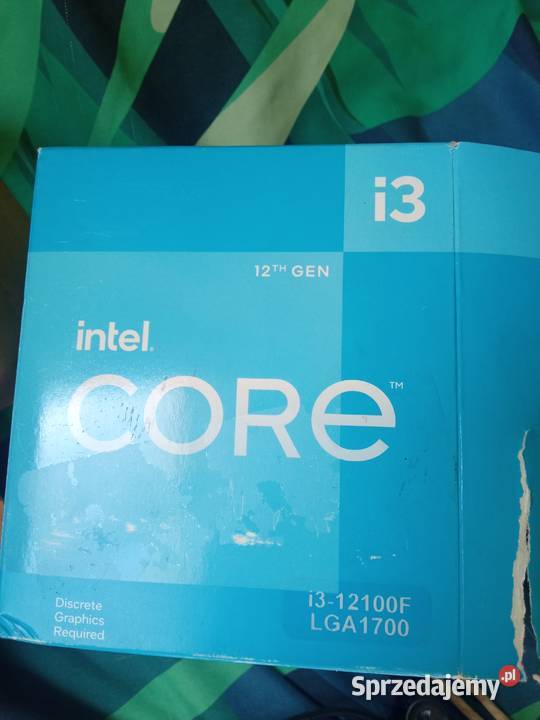 i3
12TH GEN
intel.
CORe™
Discrete
Graphics
Required
i3-12100F
LGA1700
Sprzedajemy.pl